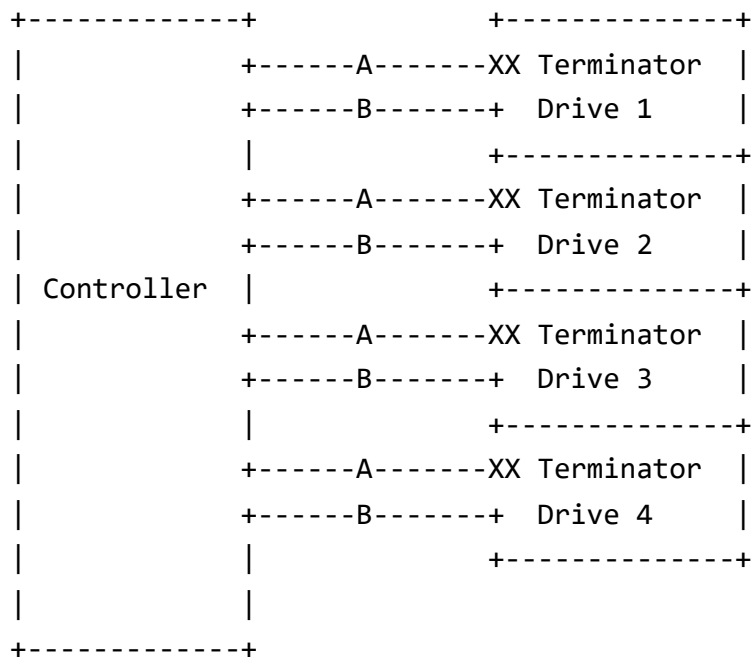 +-------------+             +--------------+
|             +------A-------XX Terminator  |
|             +------B-------+  Drive 1     |
|             |             +--------------+
|             +------A-------XX Terminator  |
|             +------B-------+  Drive 2     |
| Controller  |             +--------------+
|             +------A-------XX Terminator  |
|             +------B-------+  Drive 3     |
|             |             +--------------+
|             +------A-------XX Terminator  |
|             +------B-------+  Drive 4     |
|             |             +--------------+
|             |
+-------------+